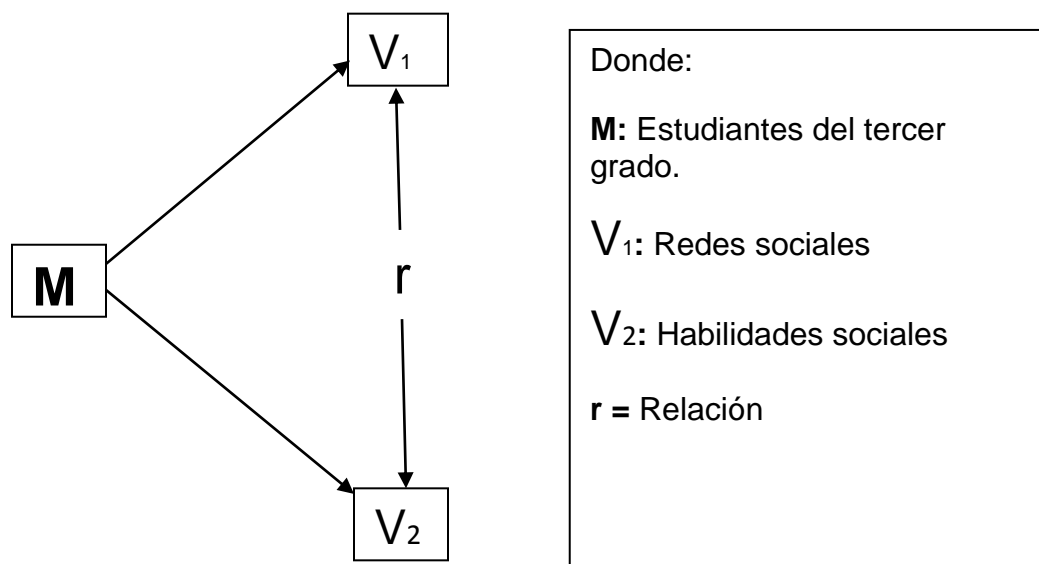 V₁
M
r
V₂
Donde:
M: Estudiantes del tercer
grado.
V₁: Redes sociales
V₂: Habilidades sociales
r = Relación